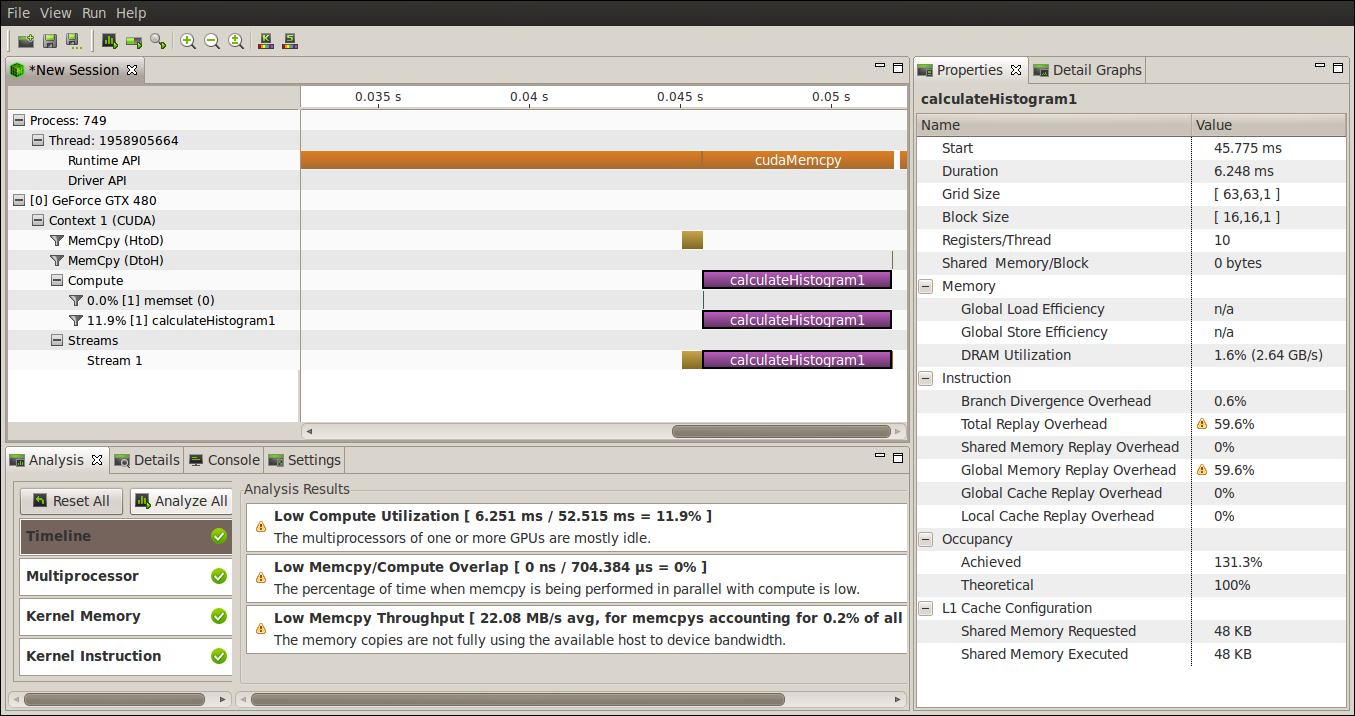 File View Run Help
*New Session
0.035 s 0.04 s 0.045 s 0.05 s
Process: 749
Thread: 1958905664
Runtime API
cudaMemcpy
Driver API
[0] GeForce GTX 480
Context 1 (CUDA)
MemCpy (HtoD)
MemCpy (DtoH)
Compute
calculateHistogram1
0.0% [1] memset (0)
11.9% [1] calculateHistogram1
calculateHistogram1
Streams
Stream 1
calculateHistogram1
Analysis Details Console Settings
Reset All Analyze All
Timeline
Multiprocessor
Kernel Memory
Kernel Instruction
Analysis Results
Low Compute Utilization [ 6.251 ms / 52.515 ms = 11.9% ]
The multiprocessors of one or more GPUs are mostly idle.
Low Memcpy/Compute Overlap [ 0 ns / 704.384 µs = 0% ]
The percentage of time when memcpy is being performed in parallel with compute is low.
Low Memcpy Throughput [ 22.08 MB/s avg, for memcpys accounting for 0.2% of all
The memory copies are not fully using the available host to device bandwidth.
Properties Detail Graphs
calculateHistogram1
Name Value
Start 45.775 ms
Duration 6.248 ms
Grid Size [ 63,63,1 ]
Block Size [ 16,16,1 ]
Registers/Thread 10
Shared Memory/Block 0 bytes
Memory
Global Load Efficiency n/a
Global Store Efficiency n/a
DRAM Utilization 1.6% (2.64 GB/s)
Instruction
Branch Divergence Overhead 0.6%
Total Replay Overhead 59.6%
Shared Memory Replay Overhead 0%
Global Memory Replay Overhead 59.6%
Global Cache Replay Overhead 0%
Local Cache Replay Overhead 0%
Occupancy
Achieved 131.3%
Theoretical 100%
L1 Cache Configuration
Shared Memory Requested 48 KB
Shared Memory Executed 48 KB